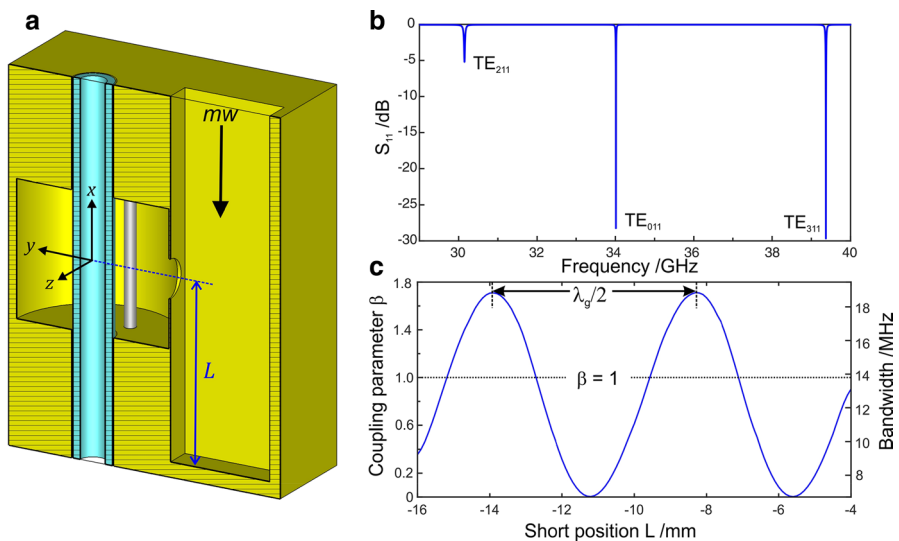 a
mw
x
y
z
L
b
0
-5
-10
-15
-20
-25
-30
S11 /dB
TE211
TE011
TE311
30 32 34 36 38 40
Frequency /GHz
c
1.8
1.4
1.0
0.6
0.2
0
Coupling parameter β
λg/2
β = 1
18
16
14
13
12
10
8
7
Bandwidth /MHz
-16 -14 -12 -10 -8 -6 -4
Short position L /mm